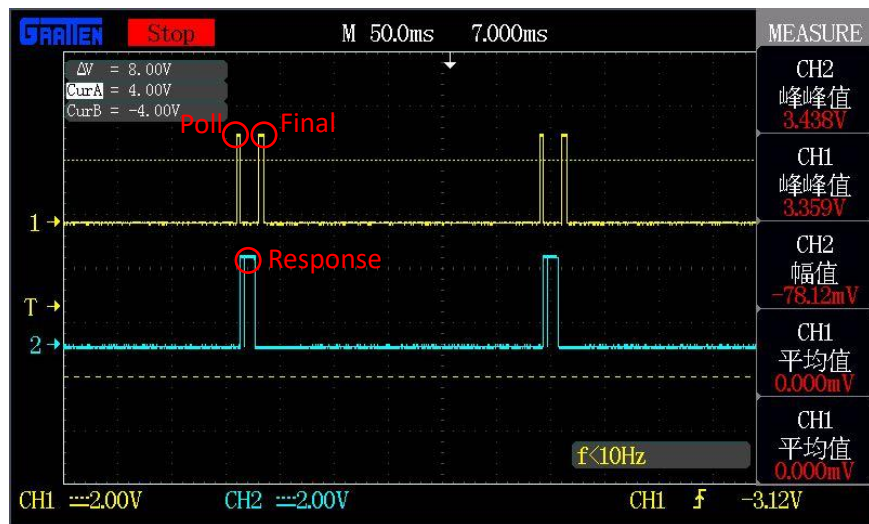 GRATTEN Stop M 50.0ms 7.000ms MEASURE
ΔV = 8.00V
CurA = 4.00V
CurB = -4.00V
Poll Final
Response
1
T
2
CH2
峰峰值
3.438V
CH1
峰峰值
3.359V
CH2
幅值
-78.12mV
CH1
平均值
0.000mV
CH1
平均值
0.000mV
f<10Hz
CH1 2.00V CH2 2.00V CH1 -3.12V